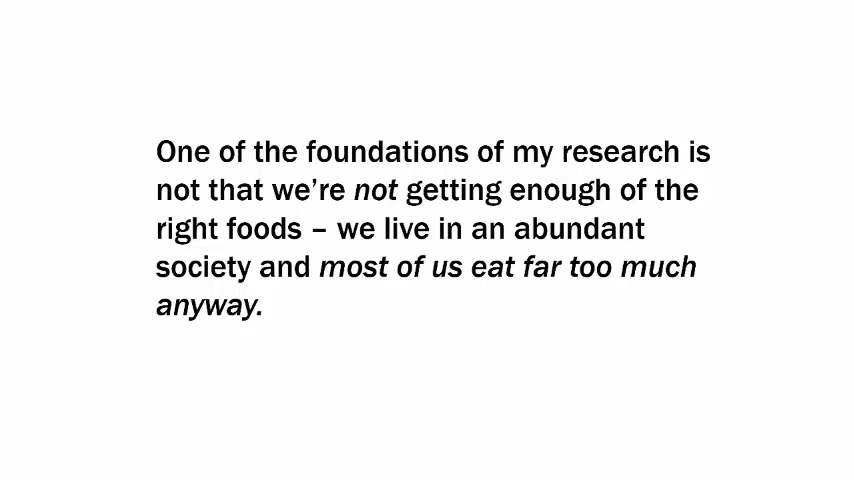 One of the foundations of my research is
not that we’re not getting enough of the
right foods – we live in an abundant
society and most of us eat far too much
anyway.